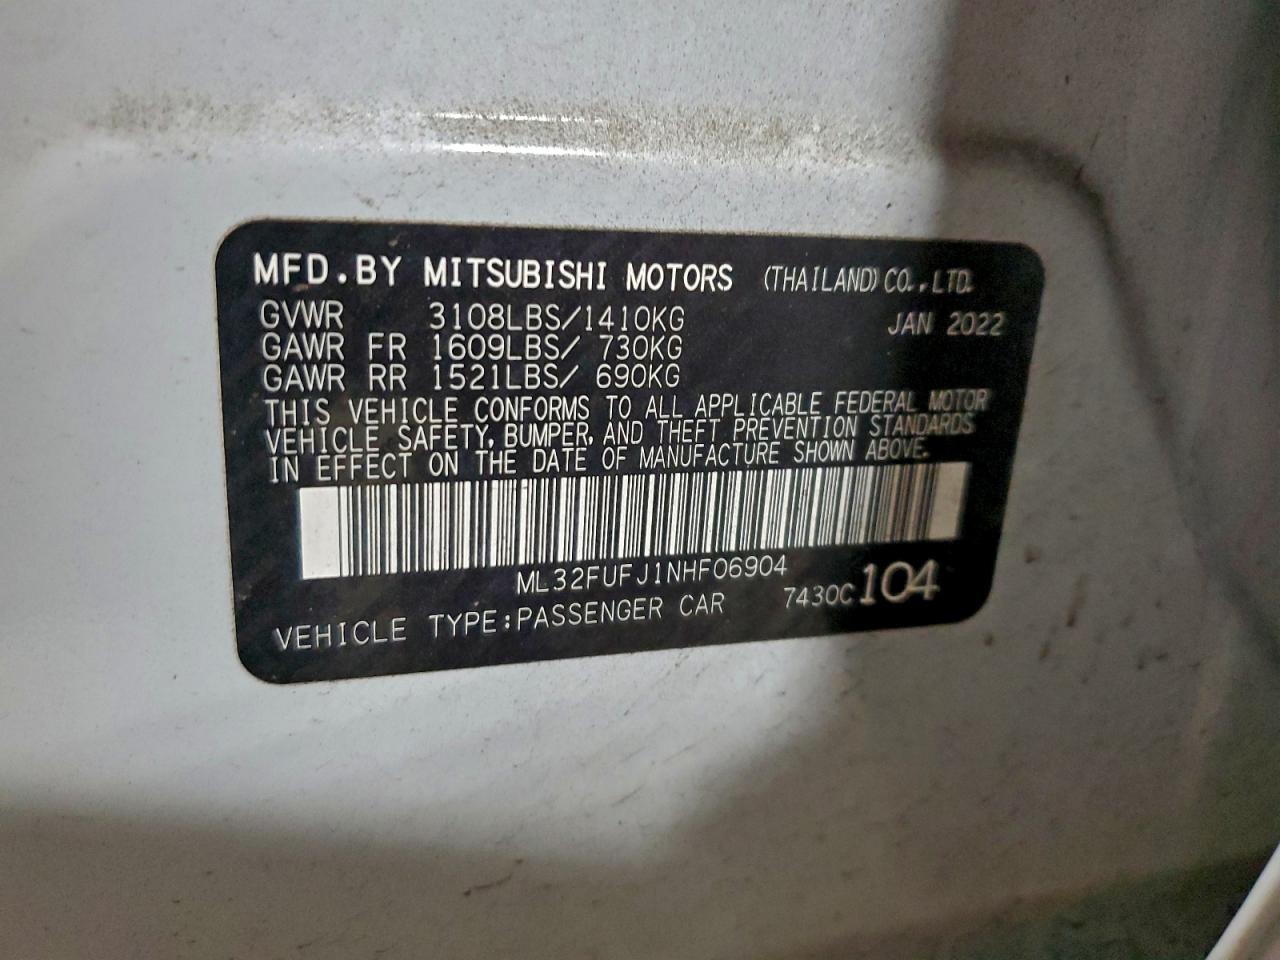 MFD.BY MITSUBISHI MOTORS (THAILAND) CO.,LTD.
GVWR 3108LBS/1410KG JAN 2022
GAWR FR 1609LBS/ 730KG
GAWR RR 1521LBS/ 690KG
THIS VEHICLE CONFORMS TO ALL APPLICABLE FEDERAL MOTOR
VEHICLE SAFETY, BUMPER, AND THEFT PREVENTION STANDARDS
IN EFFECT ON THE DATE OF MANUFACTURE SHOWN ABOVE.
ML32FUFJ1NHF06904
VEHICLE TYPE:PASSENGER CAR 7430C 104